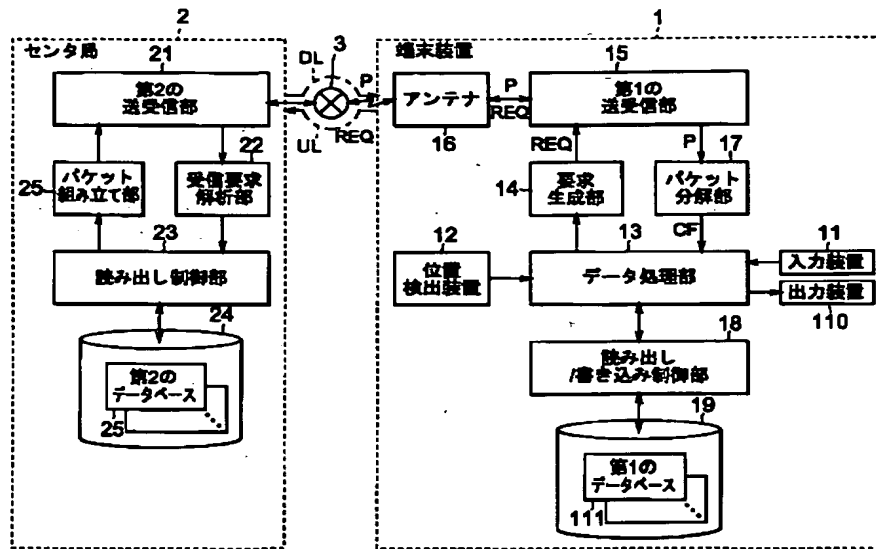 2
センタ局
21
第2の
送受信部
25
パケット
組み立て部
22
受信要求
解析部
23
読み出し制御部
24
第2の
データベース
25
DL
3
P
UL
REQ
1
端末装置
アンテナ
16
P
REQ
15
第1の
送受信部
REQ
P
14
要求
生成部
17
パケット
分解部
CF
12
位置
検出装置
13
データ処理部
11
入力装置
出力装置
110
18
読み出し
/書き込み制御部
19
第1の
データベース
111